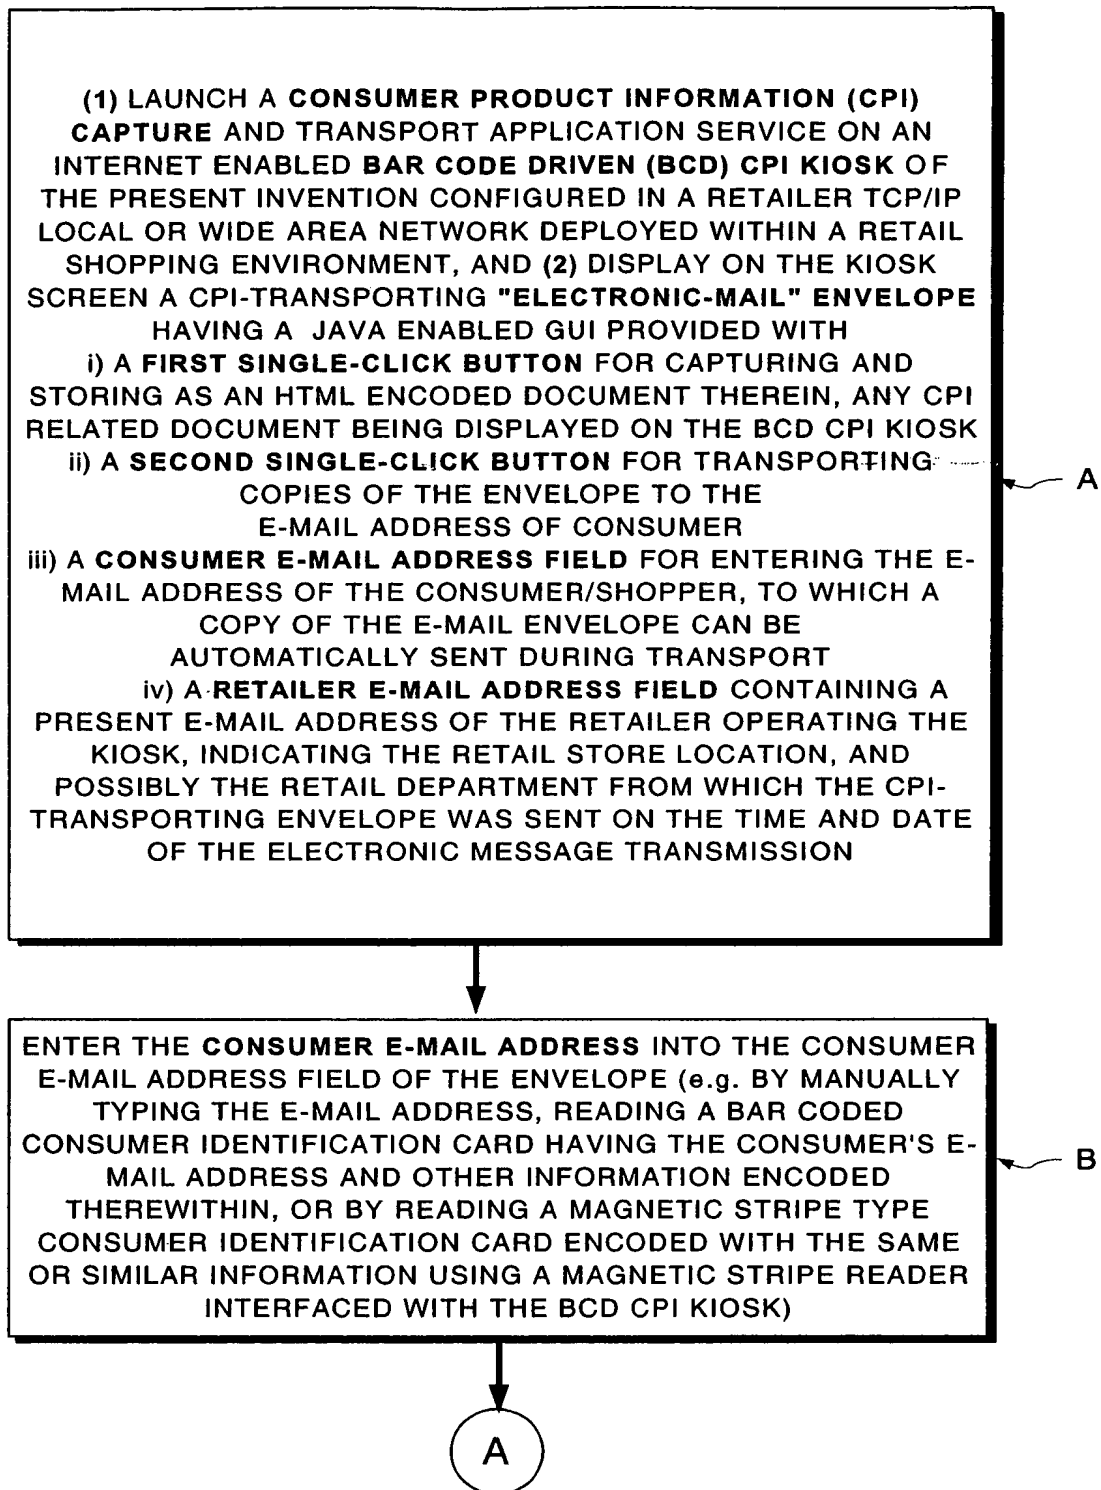 (1) LAUNCH A CONSUMER PRODUCT INFORMATION (CPI)
CAPTURE AND TRANSPORT APPLICATION SERVICE ON AN
INTERNET ENABLED BAR CODE DRIVEN (BCD) CPI KIOSK OF
THE PRESENT INVENTION CONFIGURED IN A RETAILER TCP/IP
LOCAL OR WIDE AREA NETWORK DEPLOYED WITHIN A RETAIL
SHOPPING ENVIRONMENT, AND (2) DISPLAY ON THE KIOSK
SCREEN A CPI-TRANSPORTING "ELECTRONIC-MAIL" ENVELOPE
HAVING A JAVA ENABLED GUI PROVIDED WITH
i) A FIRST SINGLE-CLICK BUTTON FOR CAPTURING AND
STORING AS AN HTML ENCODED DOCUMENT THEREIN, ANY CPI
RELATED DOCUMENT BEING DISPLAYED ON THE BCD CPI KIOSK
ii) A SECOND SINGLE-CLICK BUTTON FOR TRANSPORTING
COPIES OF THE ENVELOPE TO THE
E-MAIL ADDRESS OF CONSUMER
iii) A CONSUMER E-MAIL ADDRESS FIELD FOR ENTERING THE E-
MAIL ADDRESS OF THE CONSUMER/SHOPPER, TO WHICH A
COPY OF THE E-MAIL ENVELOPE CAN BE
AUTOMATICALLY SENT DURING TRANSPORT
iv) A RETAILER E-MAIL ADDRESS FIELD CONTAINING A
PRESENT E-MAIL ADDRESS OF THE RETAILER OPERATING THE
KIOSK, INDICATING THE RETAIL STORE LOCATION, AND
POSSIBLY THE RETAIL DEPARTMENT FROM WHICH THE CPI-
TRANSPORTING ENVELOPE WAS SENT ON THE TIME AND DATE
OF THE ELECTRONIC MESSAGE TRANSMISSION
A
ENTER THE CONSUMER E-MAIL ADDRESS INTO THE CONSUMER
E-MAIL ADDRESS FIELD OF THE ENVELOPE (e.g. BY MANUALLY
TYPING THE E-MAIL ADDRESS, READING A BAR CODED
CONSUMER IDENTIFICATION CARD HAVING THE CONSUMER'S E-
MAIL ADDRESS AND OTHER INFORMATION ENCODED
THEREWITHIN, OR BY READING A MAGNETIC STRIPE TYPE
CONSUMER IDENTIFICATION CARD ENCODED WITH THE SAME
OR SIMILAR INFORMATION USING A MAGNETIC STRIPE READER
INTERFACED WITH THE BCD CPI KIOSK)
B
A